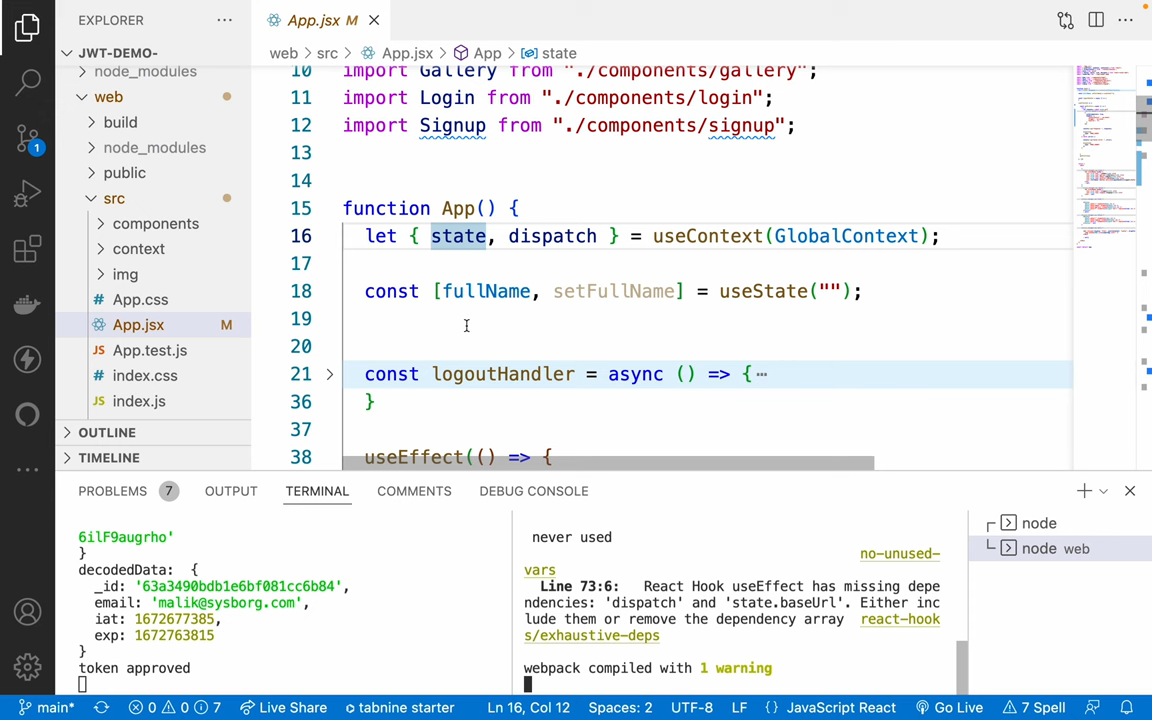 EXPLORER
JWT-DEMO-
node_modules
web
build
node_modules
public
src
components
context
img
# App.css
App.jsx M
JS App.test.js
# index.css
JS index.js
OUTLINE
TIMELINE
1
App.jsx M
web > src > App.jsx > App > state
10 import Gallery from "./components/gallery";
11 import Login from "./components/login";
12 import Signup from "./components/signup";
13
14
15 function App() {
16 let { state, dispatch } = useContext(GlobalContext);
17
18 const [fullName, setFullName] = useState("");
19
20
21 const logoutHandler = async () => {…
36 }
37
38 useEffect(() => {
PROBLEMS 7 OUTPUT TERMINAL COMMENTS DEBUG CONSOLE
6ilF9augrho'
}
decodedData: {
_id: '63a3490bdb1e6bf081cc6b84',
email: 'malik@sysborg.com',
iat: 1672677385,
exp: 1672763815
}
token approved
never used
no-unused-
vars
Line 73:6: React Hook useEffect has missing depe
ndencies: 'dispatch' and 'state.baseUrl'. Either inc
lude them or remove the dependency array react-hook
s/exhaustive-deps
webpack compiled with 1 warning
node
node web
main* 0 0 7 Live Share tabnine starter Ln 16, Col 12 Spaces: 2 UTF-8 LF {} JavaScript React Go Live 7 Spell